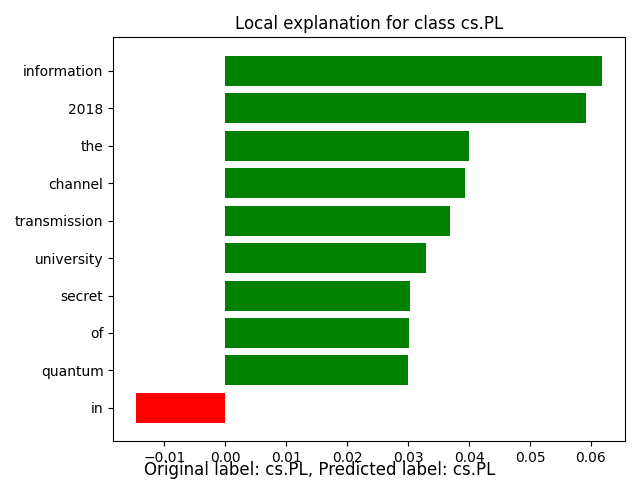 Local explanation for class cs.PL
information
2018
the
channel
transmission
university
secret
of
quantum
in
−0.01 0.00 0.01 0.02 0.03 0.04 0.05 0.06
Original label: cs.PL, Predicted label: cs.PL